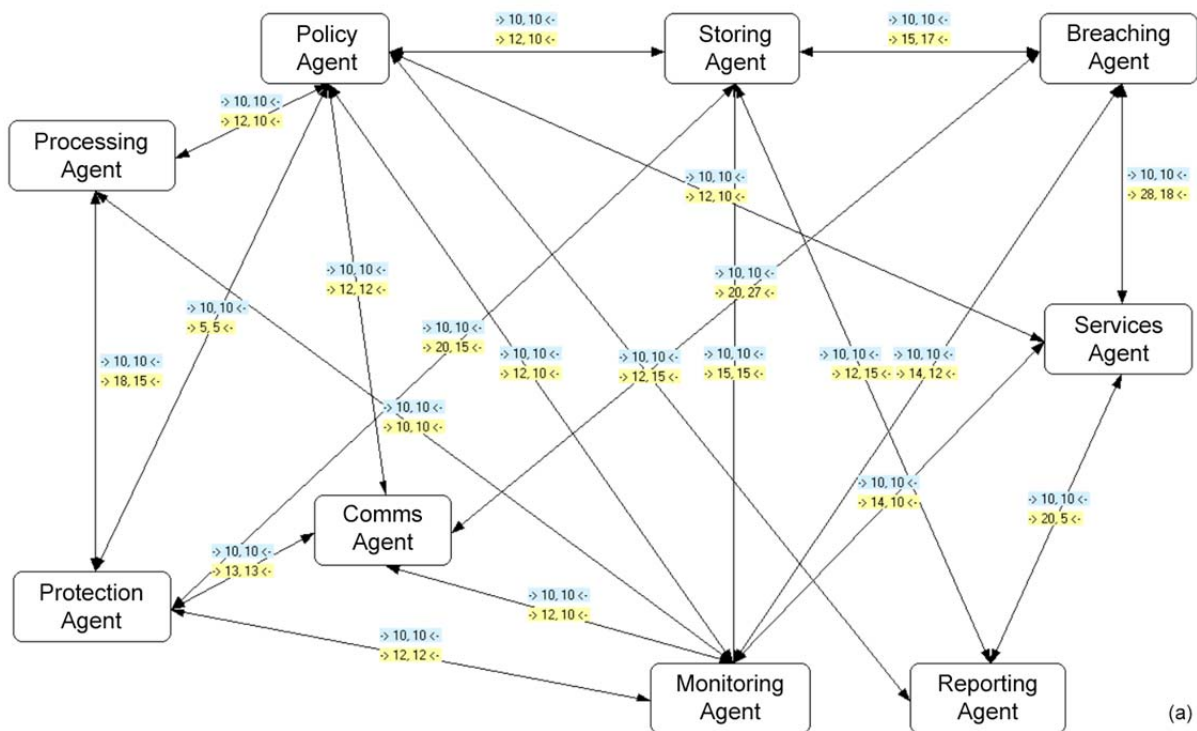 Policy
Agent
-> 10, 10 <-
-> 12, 10 <-
Storing
Agent
-> 10, 10 <-
-> 15, 17 <-
Breaching
Agent
-> 10, 10 <-
-> 12, 10 <-
Processing
Agent
-> 10, 10 <-
-> 12, 10 <-
-> 10, 10 <-
-> 28, 18 <-
-> 10, 10 <-
-> 12, 12 <-
-> 10, 10 <-
-> 20, 27 <-
-> 10, 10 <-
-> 5, 5 <-
Services
Agent
-> 10, 10 <-
-> 20, 15 <-
-> 10, 10 <-
-> 12, 10 <-
-> 10, 10 <-
-> 12, 15 <-
-> 10, 10 <-
-> 15, 15 <-
-> 10, 10 <-
-> 12, 15 <-
-> 10, 10 <-
-> 14, 12 <-
-> 10, 10 <-
-> 18, 15 <-
-> 10, 10 <-
-> 10, 10 <-
-> 10, 10 <-
-> 14, 10 <-
-> 10, 10 <-
-> 20, 5 <-
Comms
Agent
-> 10, 10 <-
-> 13, 13 <-
Protection
Agent
-> 10, 10 <-
-> 12, 10 <-
-> 10, 10 <-
-> 12, 12 <-
Monitoring
Agent
Reporting
Agent
(a)